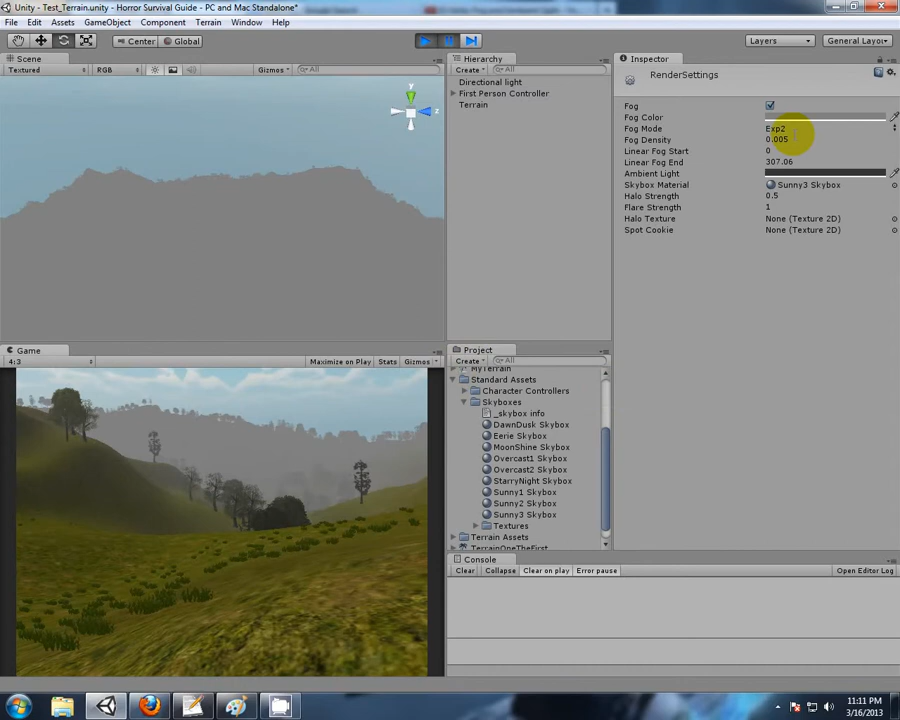 Unity - Test_Terrain.unity - Horror Survival Guide - PC and Mac Standalone*
File Edit Assets GameObject Component Terrain Window Help
Center Global Layers General Layou
Scene
Textured RGB Gizmos All
y
z
Hierarchy
Create All
Directional light
First Person Controller
Terrain
Inspector
RenderSettings
Fog
Fog Color
Fog Mode Exp2
Fog Density 0.005
Linear Fog Start 0
Linear Fog End 307.06
Ambient Light
Skybox Material Sunny3 Skybox
Halo Strength 0.5
Flare Strength 1
Halo Texture None (Texture 2D)
Spot Cookie None (Texture 2D)
Game
4:3 Maximize on Play Stats Gizmos
Project
Create All
MyTerrain
Standard Assets
Character Controllers
Skyboxes
_skybox info
DawnDusk Skybox
Eerie Skybox
MoonShine Skybox
Overcast1 Skybox
Overcast2 Skybox
StarryNight Skybox
Sunny1 Skybox
Sunny2 Skybox
Sunny3 Skybox
Textures
Terrain Assets
TerrainOneTheFirst
Console
Clear Collapse Clear on play Error pause Open Editor Log
11:11 PM
3/16/2013